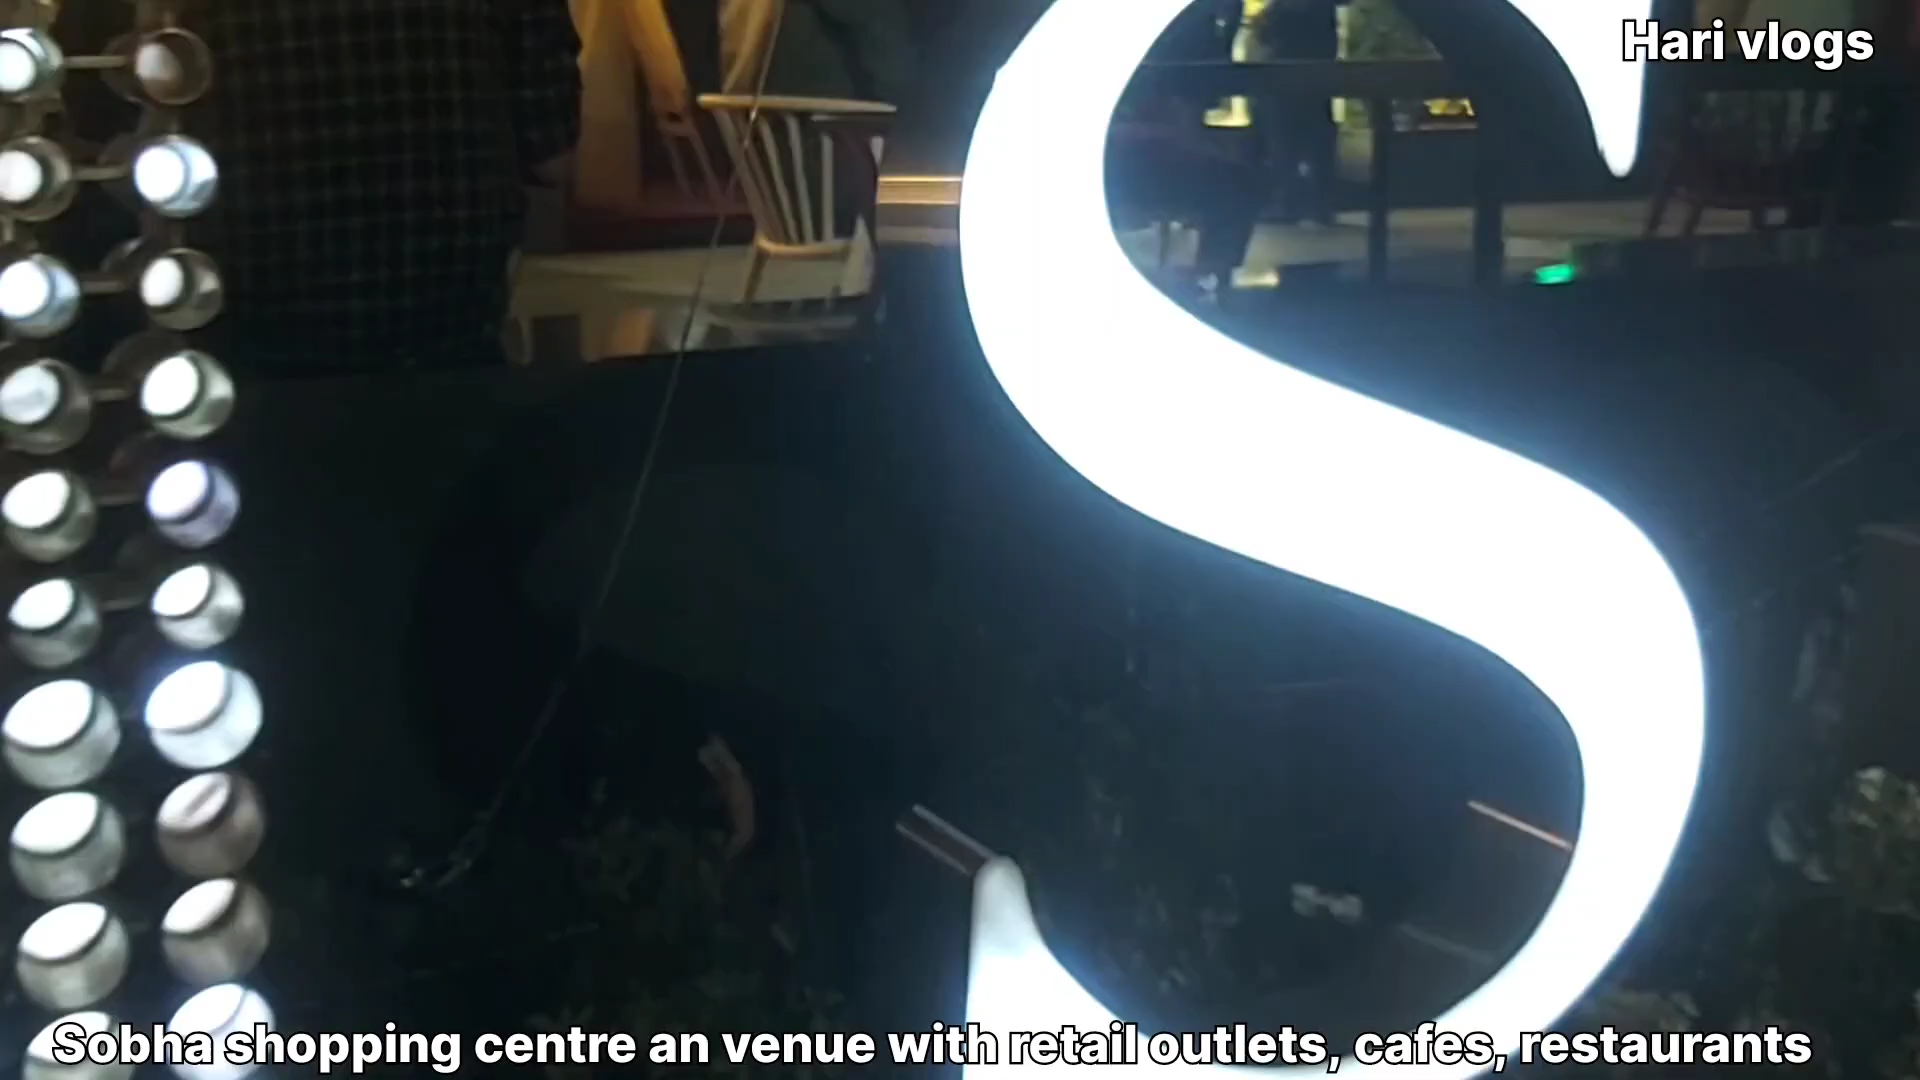 Hari vlogs
S
Sobha shopping centre an venue with retail outlets, cafes, restaurants